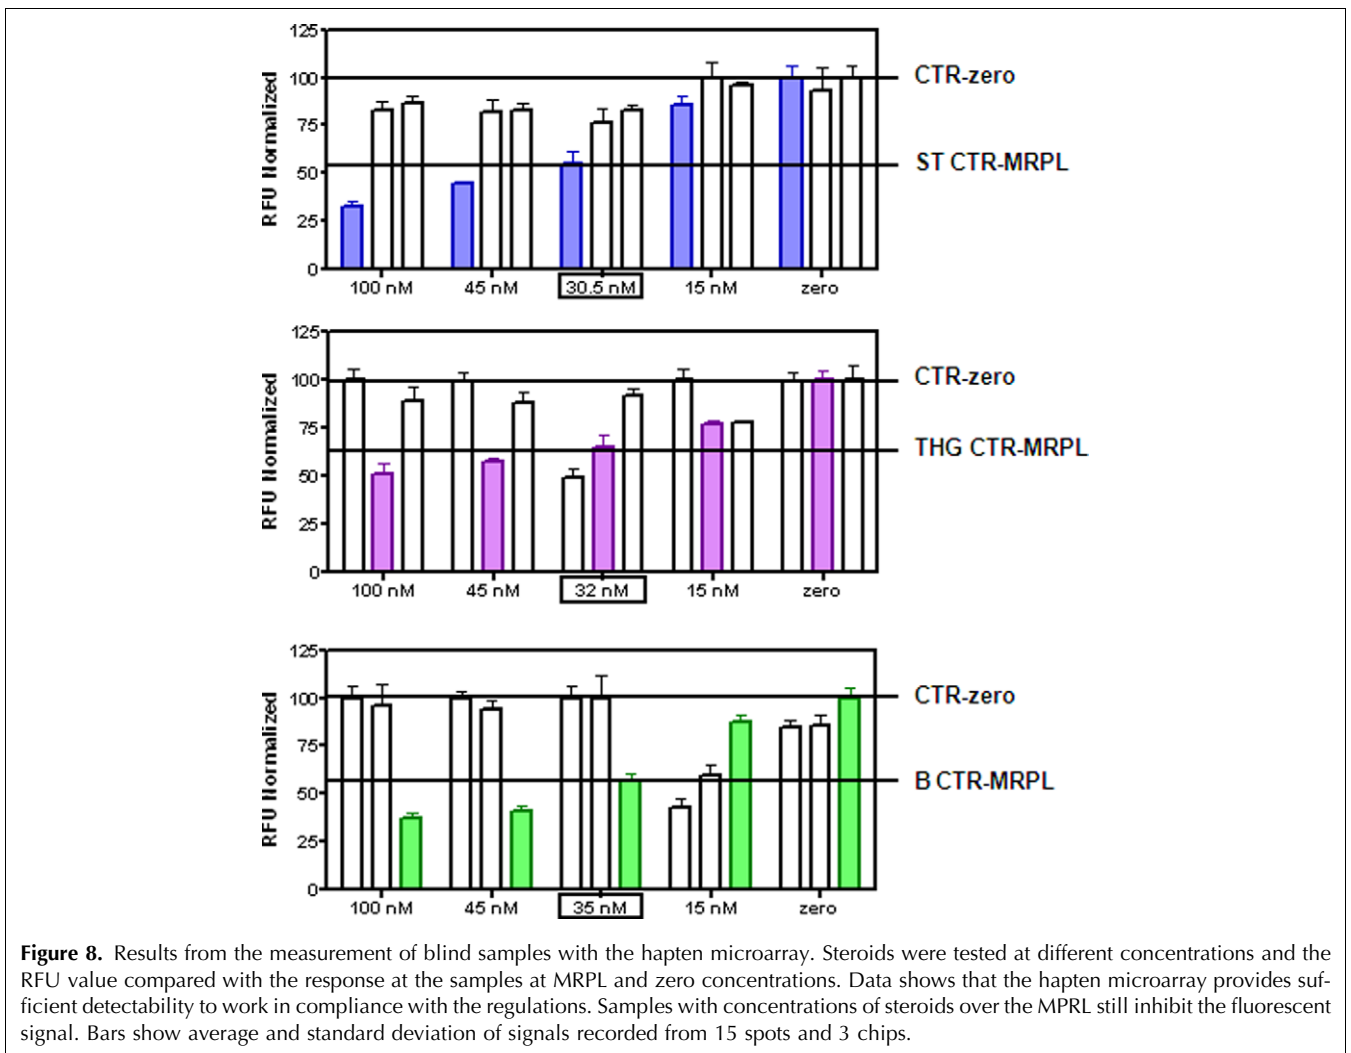 125
100
75
50
25
0
RFU Normalized
CTR-zero
ST CTR-MRPL
100 nM 45 nM 30.5 nM 15 nM zero
125
100
75
50
25
0
RFU Normalized
CTR-zero
THG CTR-MRPL
100 nM 45 nM 32 nM 15 nM zero
125
100
75
50
25
0
RFU Normalized
CTR-zero
B CTR-MRPL
100 nM 45 nM 35 nM 15 nM zero
Figure 8. Results from the measurement of blind samples with the hapten microarray. Steroids were tested at different concentrations and the
RFU value compared with the response at the samples at MRPL and zero concentrations. Data shows that the hapten microarray provides suf-
ficient detectability to work in compliance with the regulations. Samples with concentrations of steroids over the MPRL still inhibit the fluorescent
signal. Bars show average and standard deviation of signals recorded from 15 spots and 3 chips.